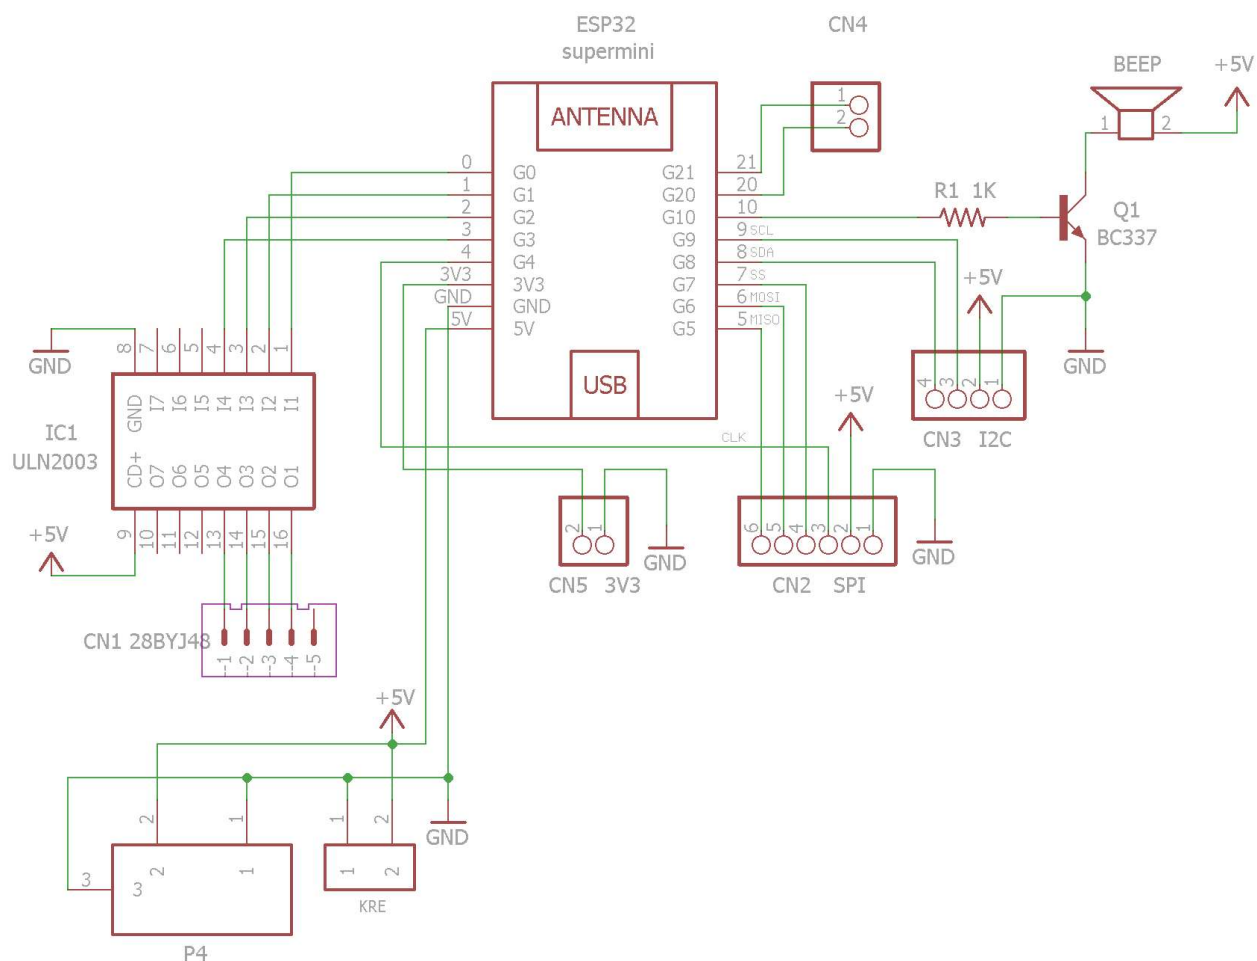 ESP32
supermini
CN4
BEEP
+5V
ANTENNA
1
2
1
2
0
1
2
3
4
3V3
GND
5V
G0
G1
G2
G3
G4
3V3
GND
5V
G21
G20
G10
G9
G8
G7
G6
G5
21
20
10
9 SCL
8 SDA
7 SS
6 MOSI
5 MISO
R1 1K
Q1
BC337
+5V
GND
USB
GND
8
7
6
5
4
3
2
1
GND
I7
I6
I5
I4
I3
I2
I1
IC1
ULN2003
CD+
O7
O6
O5
O4
O3
O2
O1
9
10
11
12
13
14
15
16
+5V
4
3
2
1
CN3 I2C
+5V
CLK
2
1
CN5 3V3
GND
6
5
4
3
2
1
CN2 SPI
GND
CN1 28BYJ48
--1
--2
--3
--4
--5
+5V
2
1
1
2
GND
3
3
2
1
1
2
KRE
P4